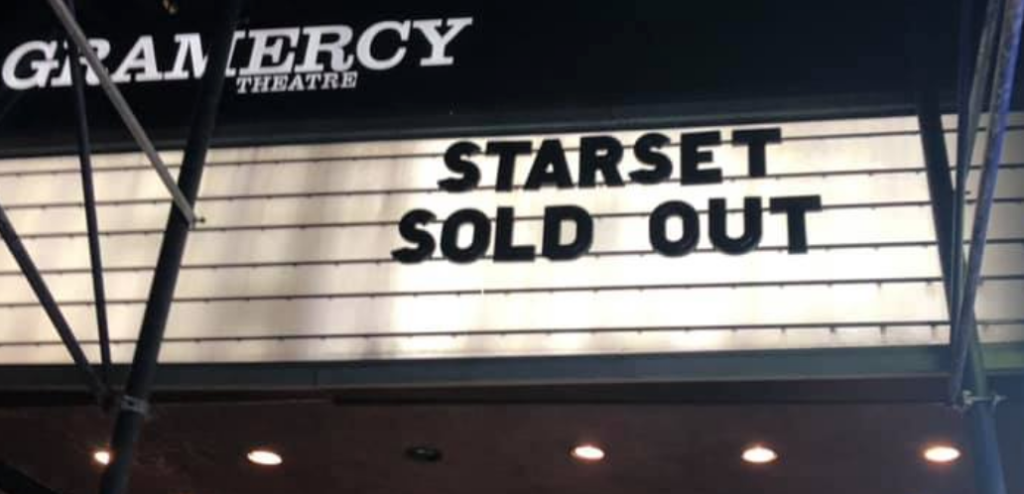 GRAMERCY
THEATRE
STARSET
SOLD OUT